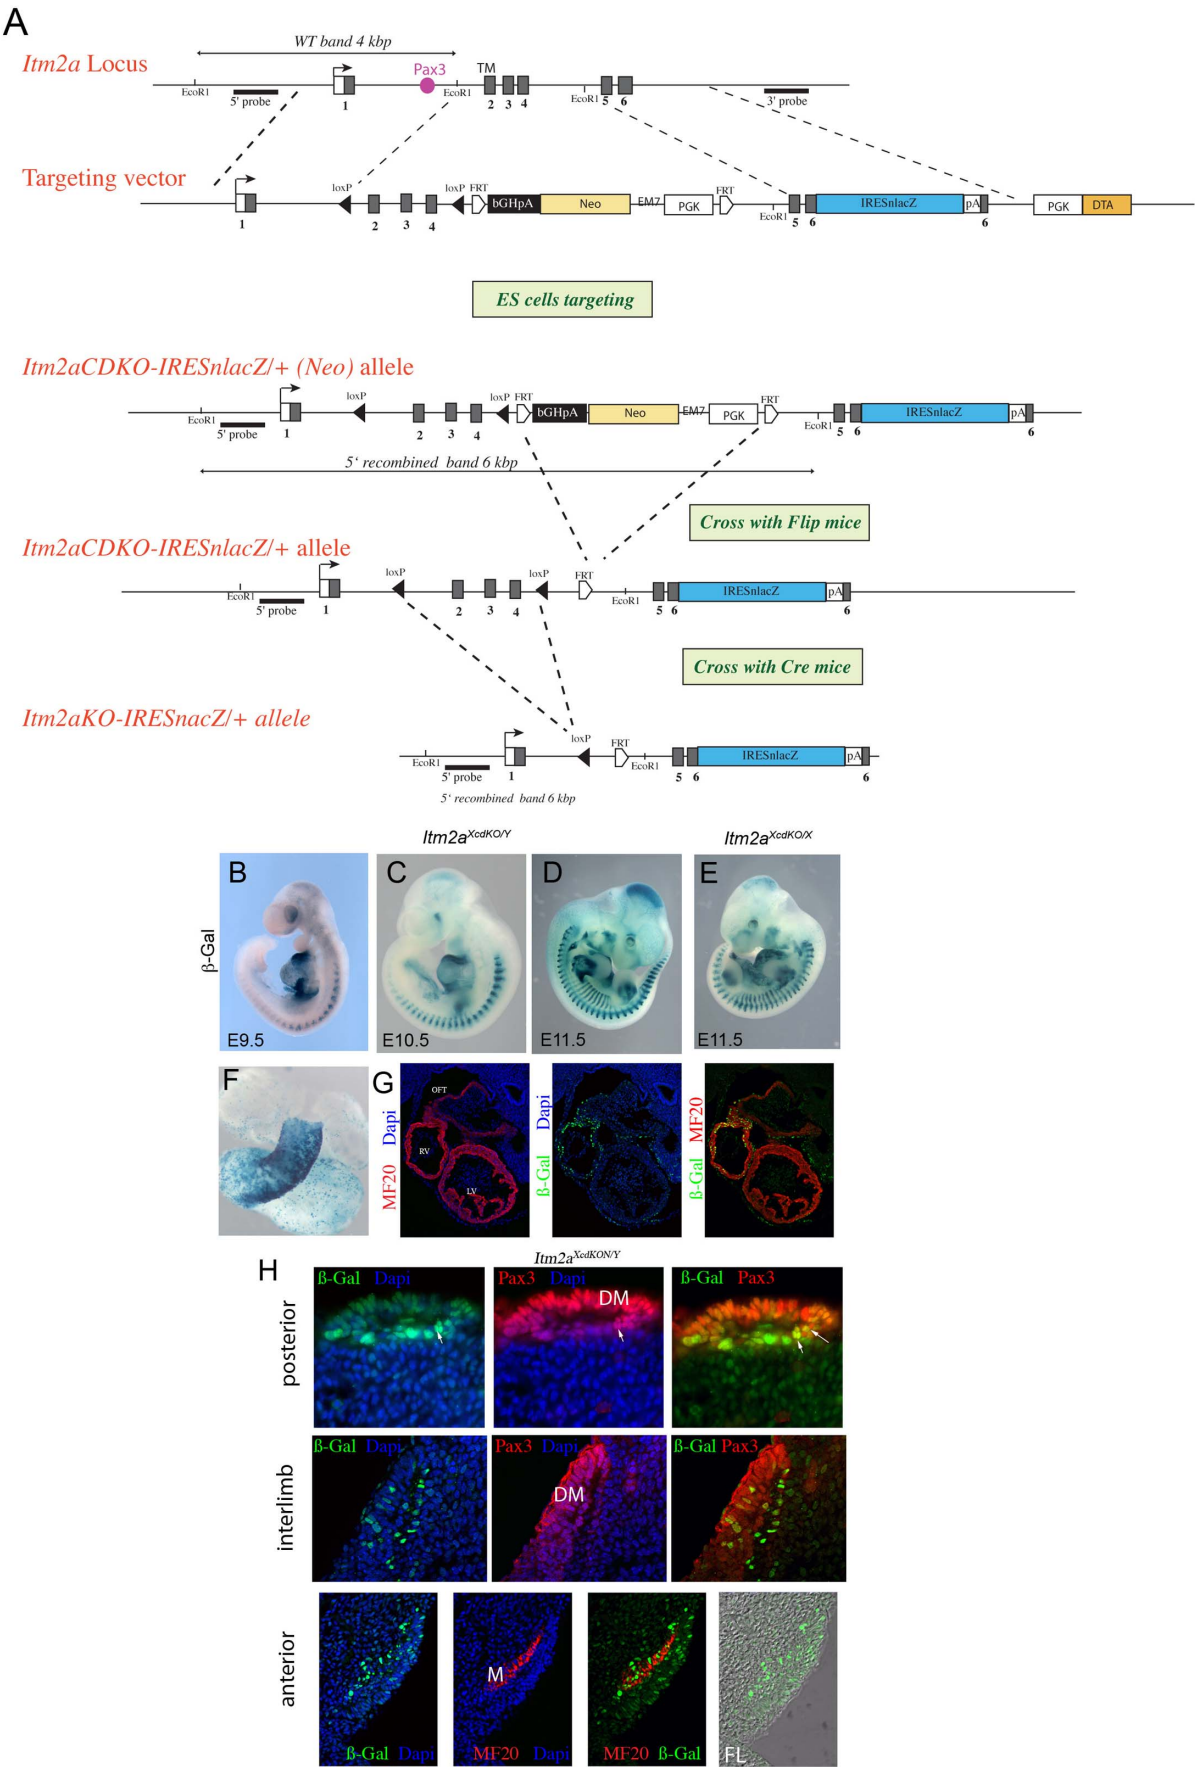 A
WT band 4 kbp
Itm2a Locus
Pax3
TM
EcoR1
5' probe
1
EcoR1
2 3 4
EcoR1
5 6
3' probe
Targeting vector
loxP
loxP FRT
FRT
bGHpA Neo EM7 PGK
EcoR1
IRESnlacZ pA
PGK DTA
1 2 3 4 5 6 6
ES cells targeting
Itm2aCDKO-IRESnlacZ/+ (Neo) allele
loxP
loxP FRT
FRT
EcoR1
bGHpA Neo EM7 PGK
EcoR1
IRESnlacZ pA
5' probe
1 2 3 4 5 6 6
5' recombined band 6 kbp
Cross with Flip mice
Itm2aCDKO-IRESnlacZ/+ allele
loxP
loxP
FRT
EcoR1
EcoR1
IRESnlacZ pA
5' probe
1 2 3 4 5 6 6
Cross with Cre mice
Itm2aKO-IRESnacZ/+ allele
loxP
FRT
EcoR1
EcoR1
IRESnlacZ pA
5' probe
1 5 6 6
5' recombined band 6 kbp
Itm2aXcdKO/Y
Itm2aXcdKO/X
β-Gal
B
E9.5
C
E10.5
D
E11.5
E
E11.5
F
G
MF20 Dapi
OFT
RV
LV
ß-Gal Dapi
ß-Gal MF20
Itm2aXcdKON/Y
H
posterior
ß-Gal Dapi
Pax3 Dapi
DM
ß-Gal Pax3
interlimb
ß-Gal Dapi
Pax3 Dapi
DM
ß-Gal Pax3
anterior
ß-Gal Dapi
M
MF20 Dapi
MF20 ß-Gal
FL